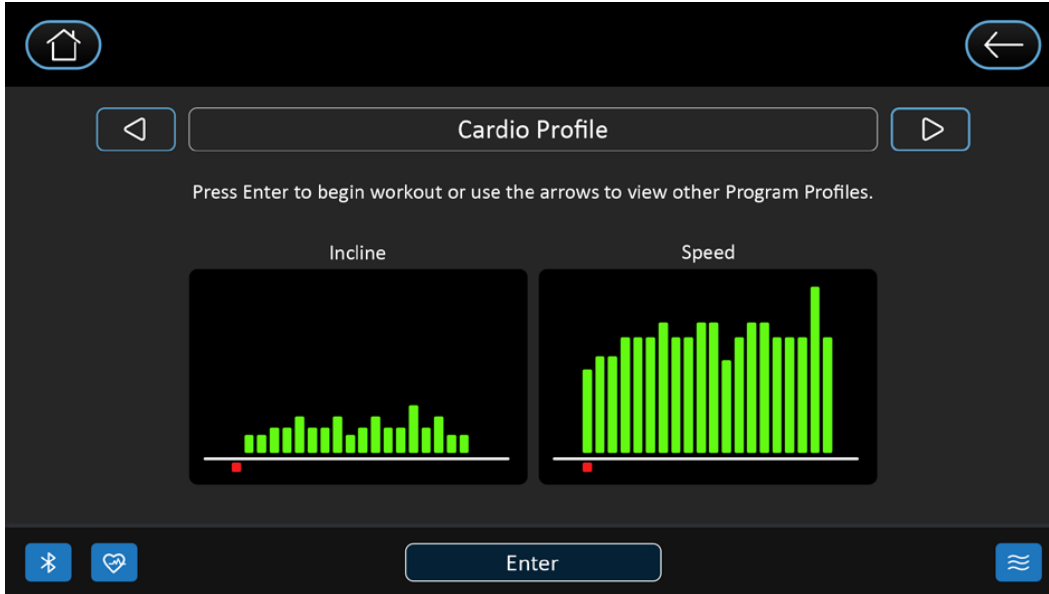 Cardio Profile
Press Enter to begin workout or use the arrows to view other Program Profiles.
Incline
Speed
Enter